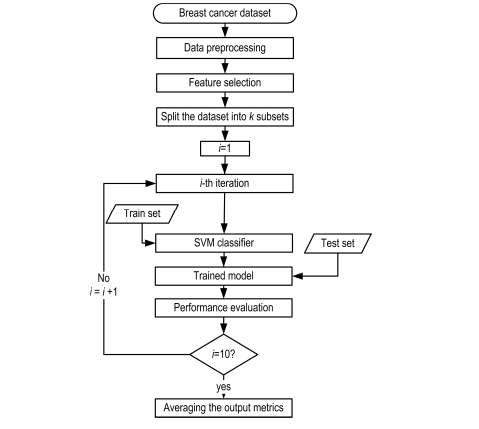 Breast cancer dataset
Data preprocessing
Feature selection
Split the dataset into k subsets
i=1
i-th iteration
Train set
SVM classifier
Test set
Trained model
No
i = i +1
Performance evaluation
i=10?
yes
Averaging the output metrics